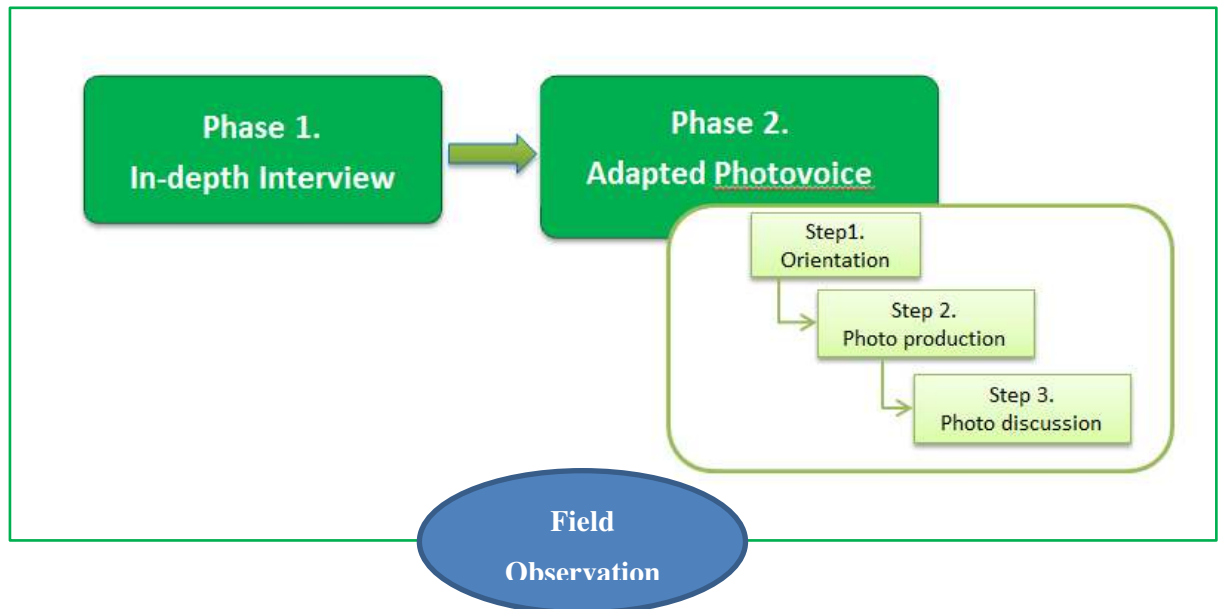 Phase 1.
In-depth Interview
Phase 2.
Adapted Photovoice
Step1.
Orientation
Step 2.
Photo production
Step 3.
Photo discussion
Field
Observation